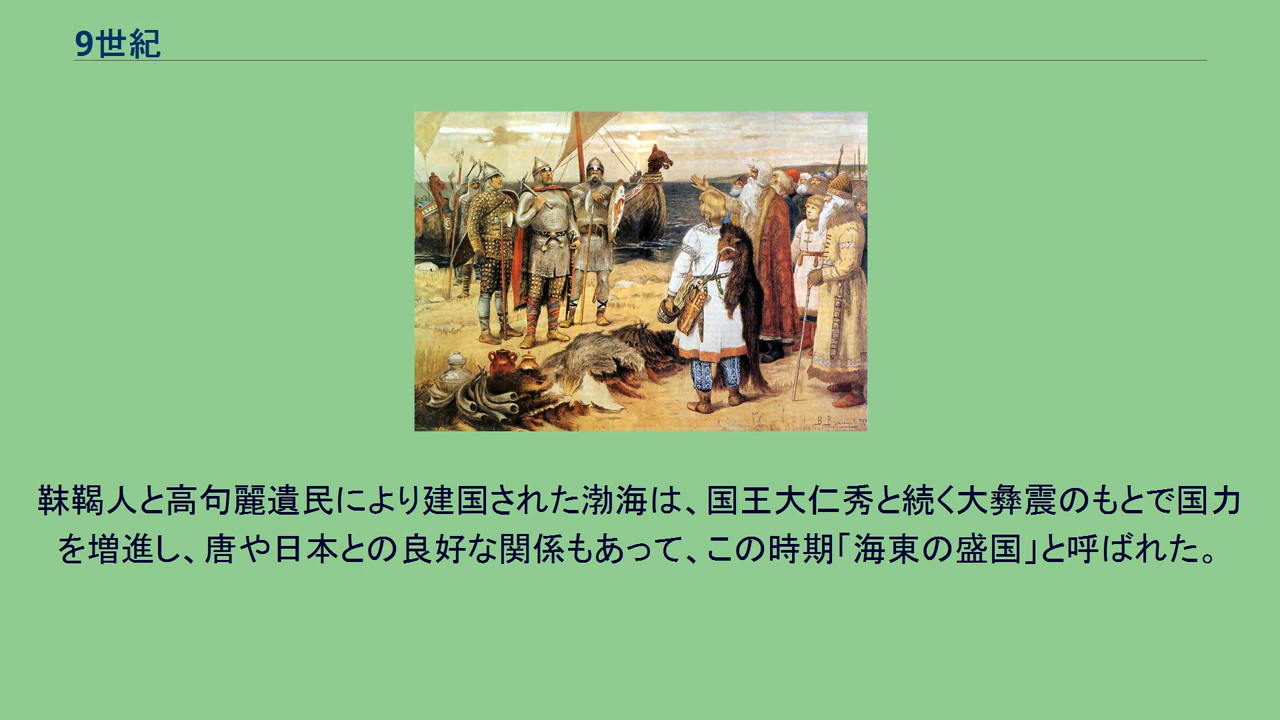 9世紀
靺鞨人と高句麗遺民により建国された渤海は、国王大仁秀と続く大彝震のもとで国力
を増進し、唐や日本との良好な関係もあって、この時期「海東の盛国」と呼ばれた。